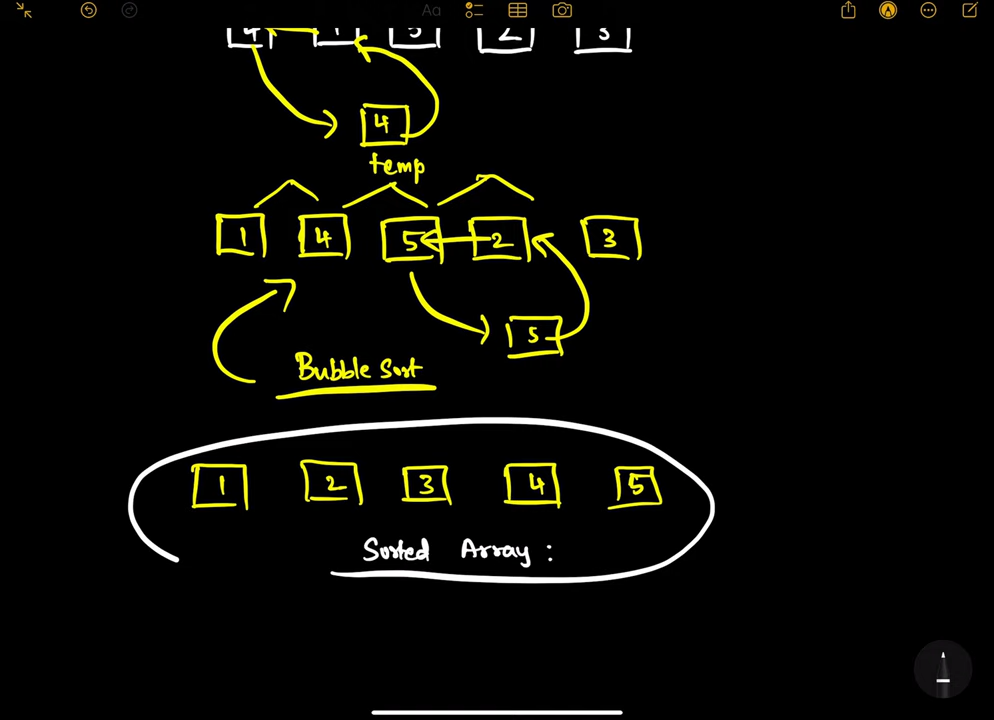 Aa
4 1 5 2 3
4
temp
1 4 5 2 3
5
Bubble Sort
1 2 3 4 5
Sorted Array :